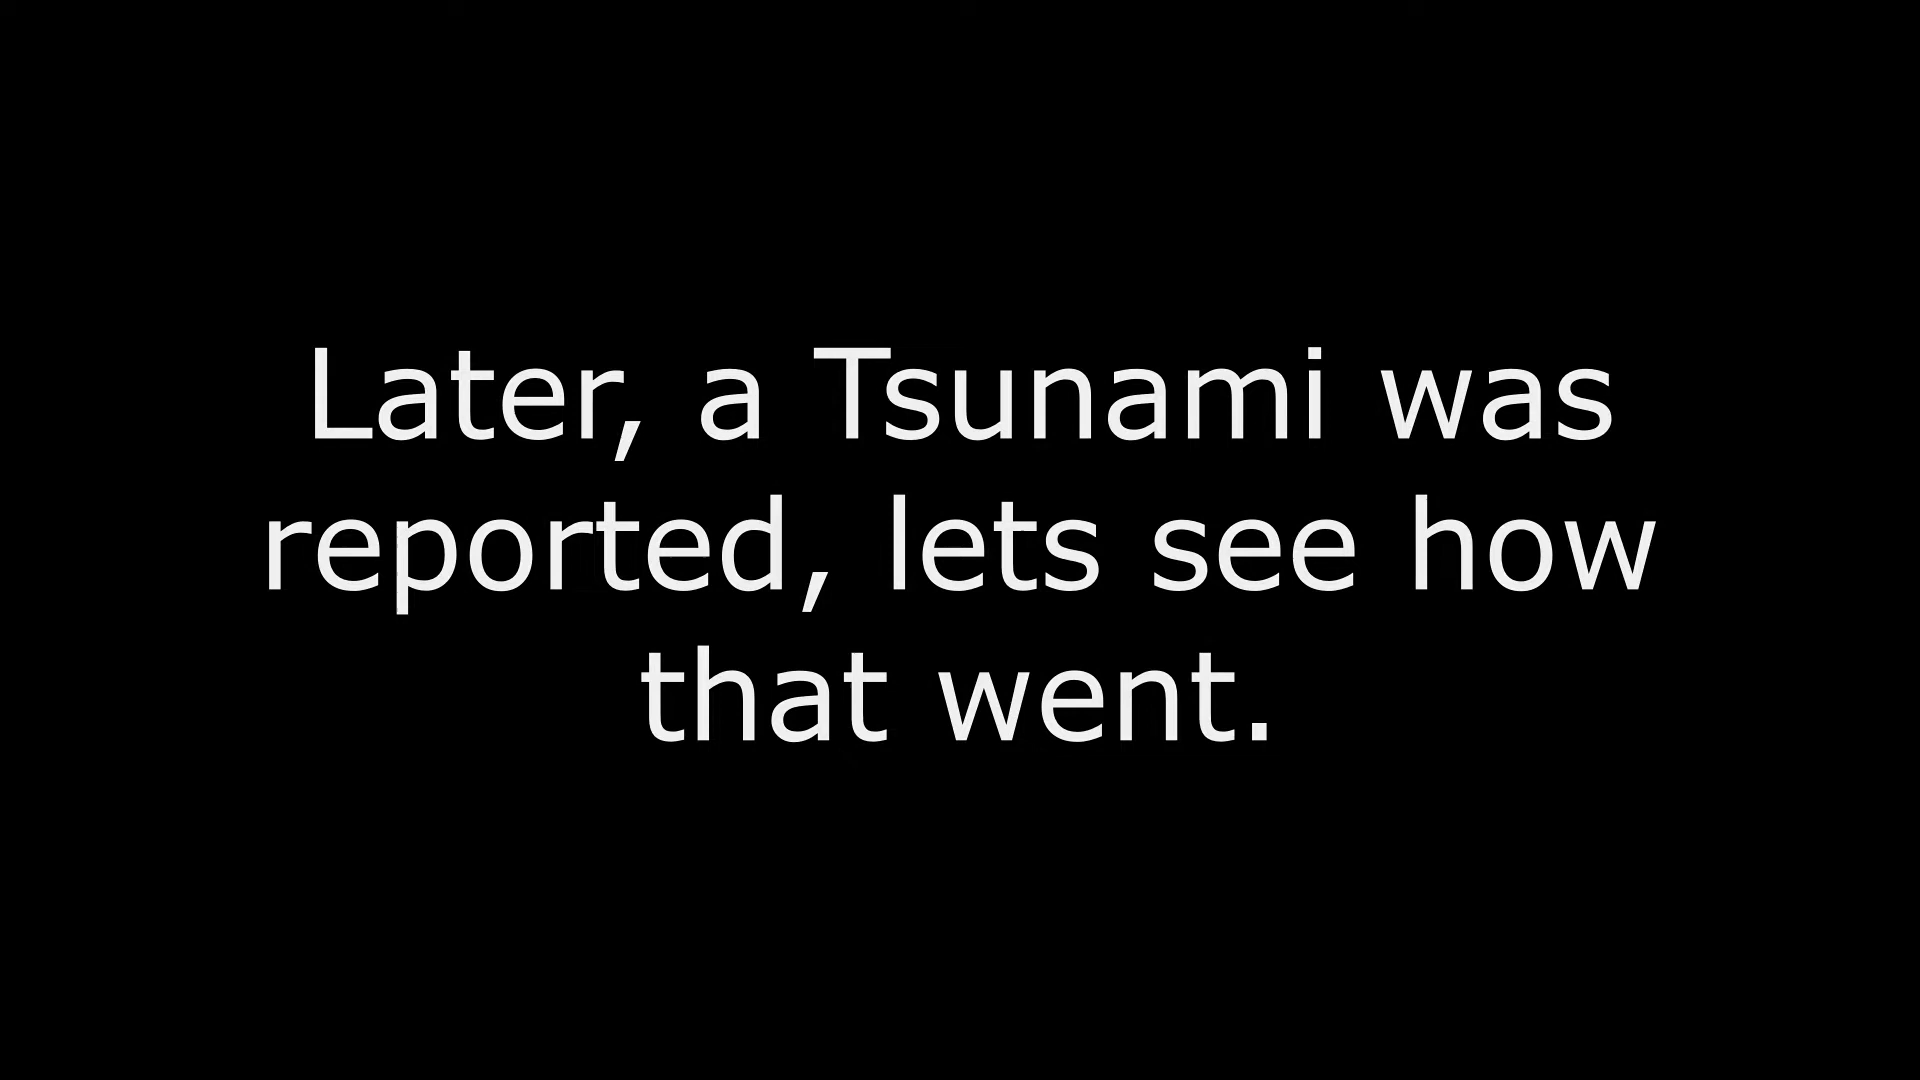 Later, a Tsunami was
reported, lets see how
that went.